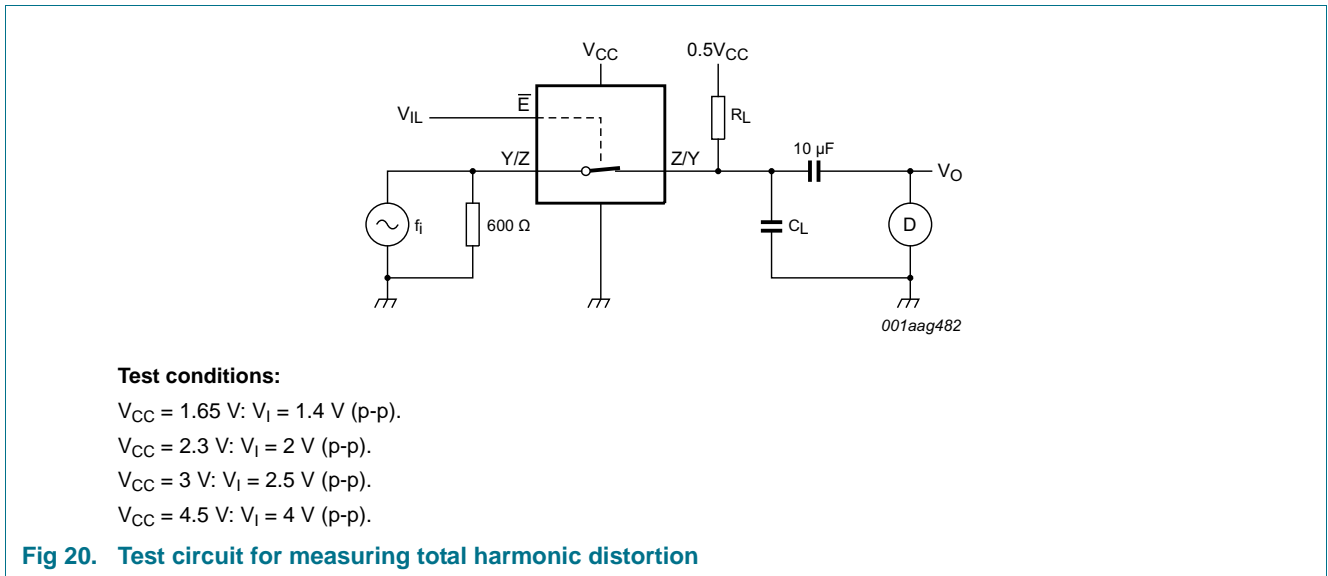 VCC
0.5VCC
E̅
VIL
RL
Y/Z
Z/Y
10 µF
VO
fi
600 Ω
CL
D
001aag482
Test conditions:
VCC = 1.65 V: VI = 1.4 V (p-p).
VCC = 2.3 V: VI = 2 V (p-p).
VCC = 3 V: VI = 2.5 V (p-p).
VCC = 4.5 V: VI = 4 V (p-p).
Fig 20. Test circuit for measuring total harmonic distortion